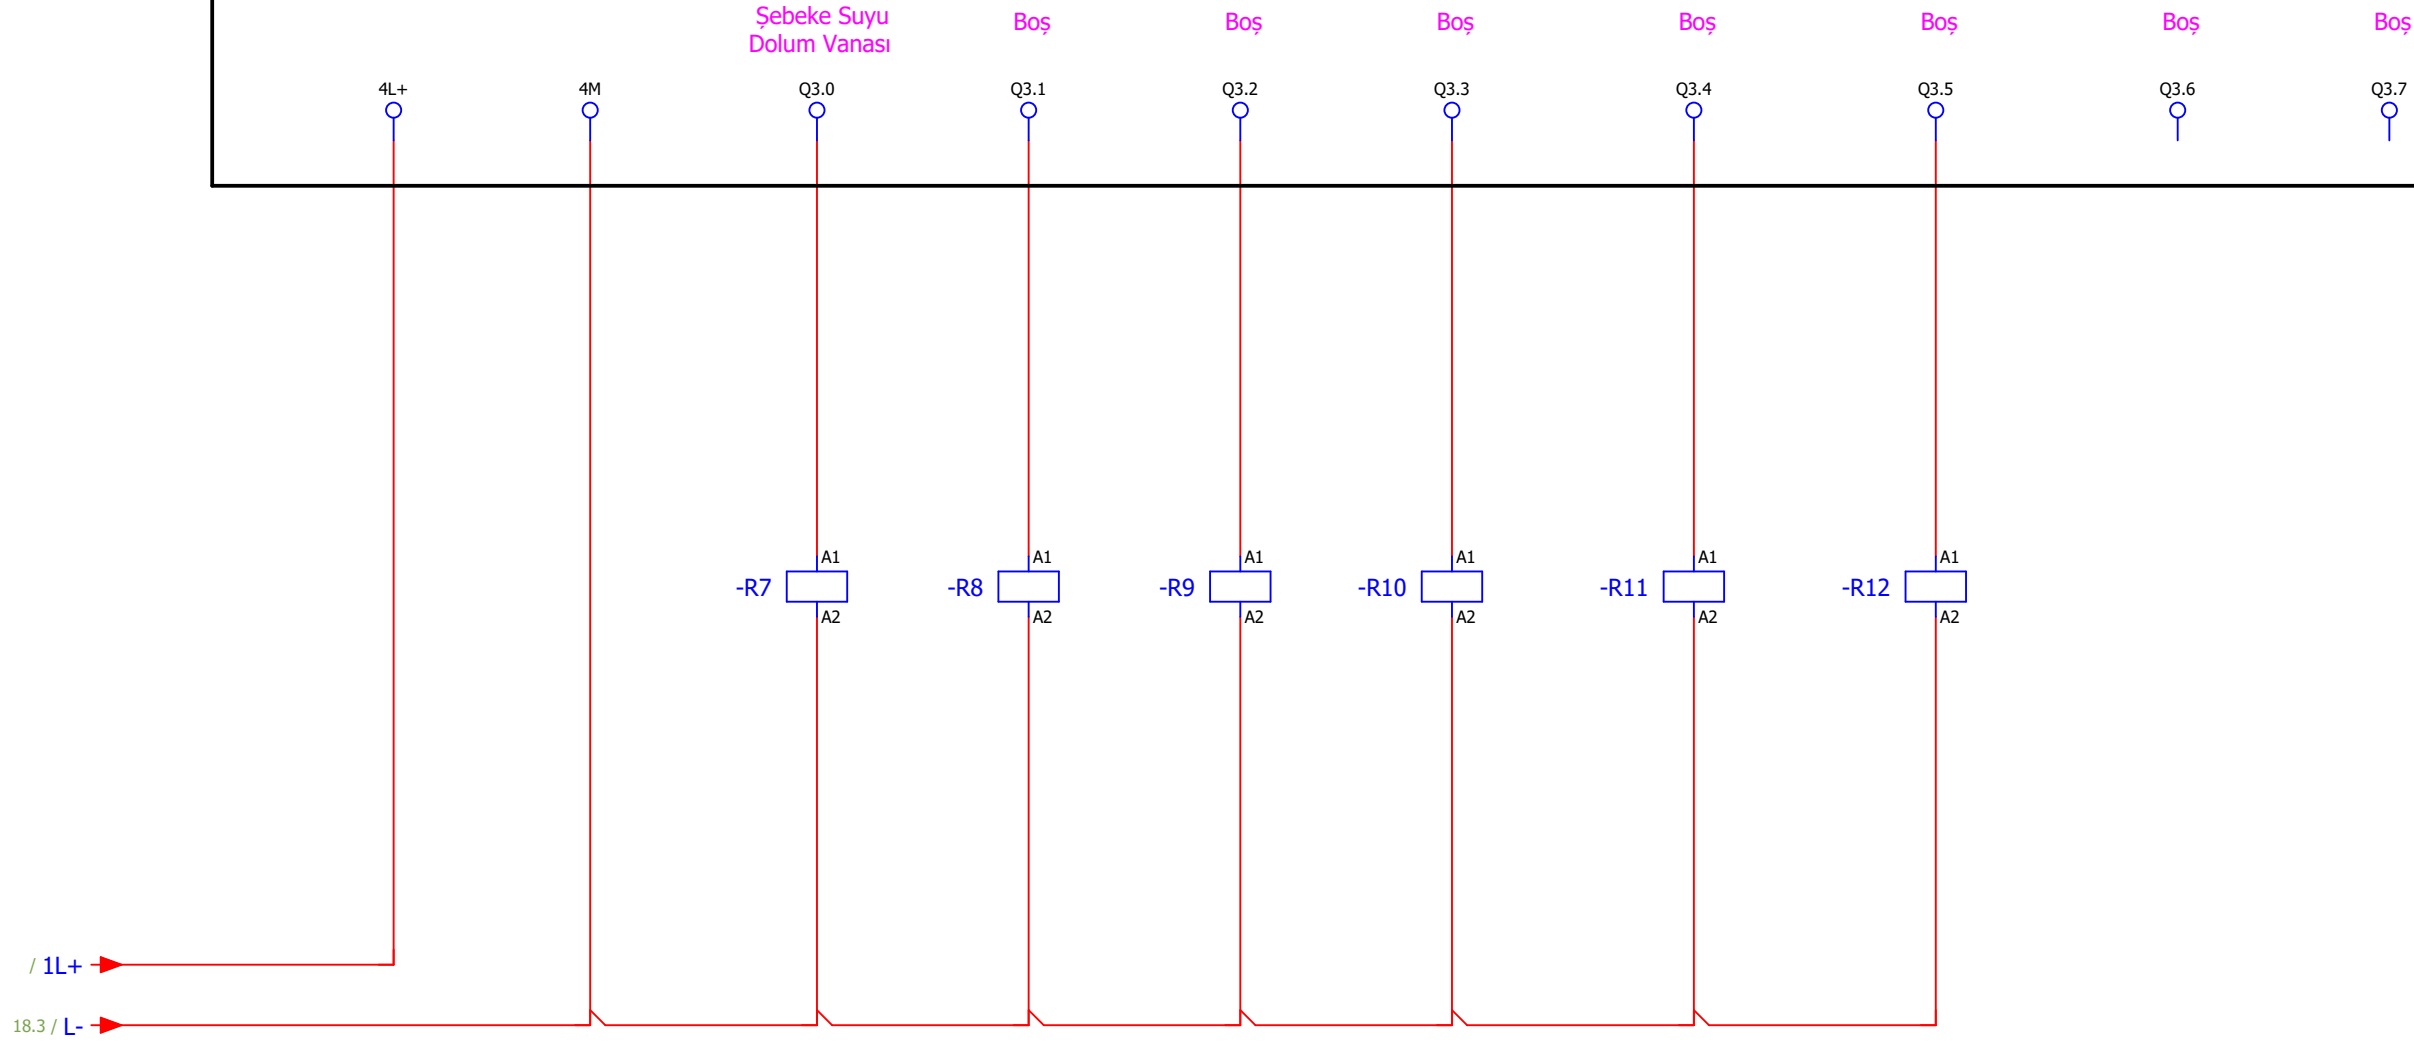 Şebeke Suyu
Dolum Vanası
Boş
Boş
Boş
Boş
Boş
Boş
Boş
4L+
4M
Q3.0
Q3.1
Q3.2
Q3.3
Q3.4
Q3.5
Q3.6
Q3.7
A1
A1
A1
A1
A1
A1
-R7
-R8
-R9
-R10
-R11
-R12
A2
A2
A2
A2
A2
A2
/ 1L+
18.3 / L-